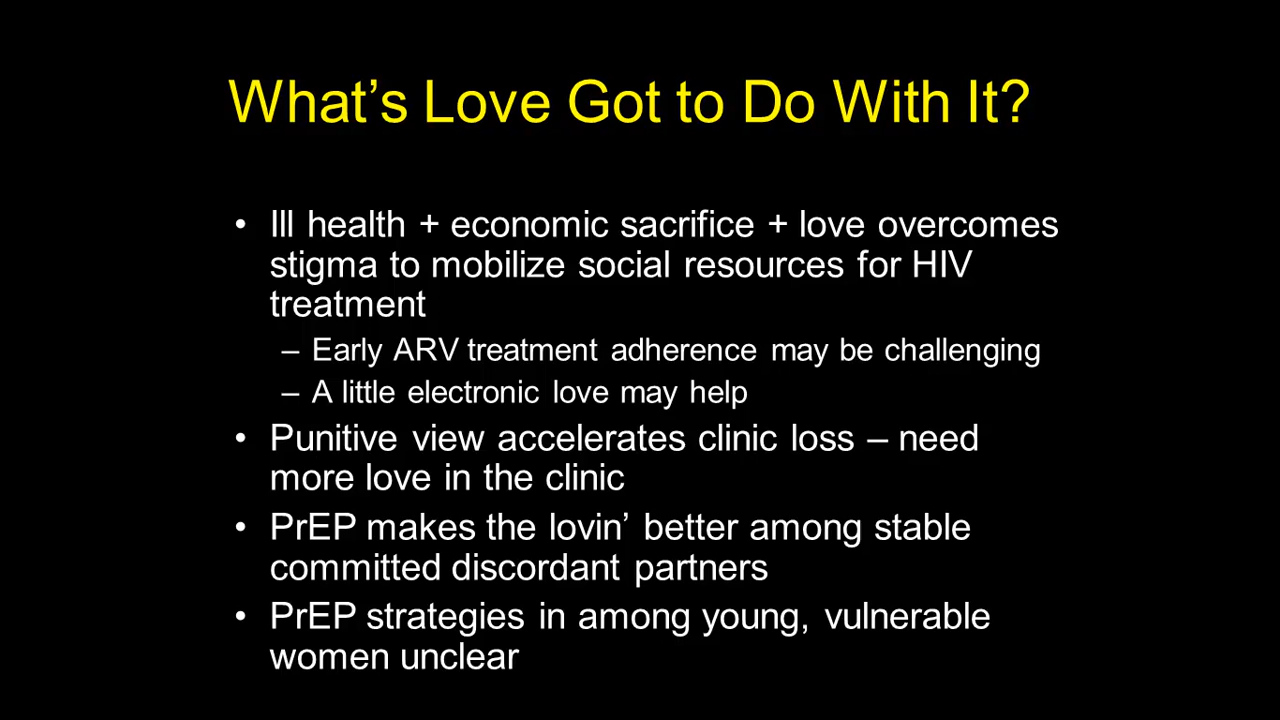 What’s Love Got to Do With It?
• Ill health + economic sacrifice + love overcomes
stigma to mobilize social resources for HIV
treatment
– Early ARV treatment adherence may be challenging
– A little electronic love may help
• Punitive view accelerates clinic loss – need
more love in the clinic
• PrEP makes the lovin’ better among stable
committed discordant partners
• PrEP strategies in among young, vulnerable
women unclear